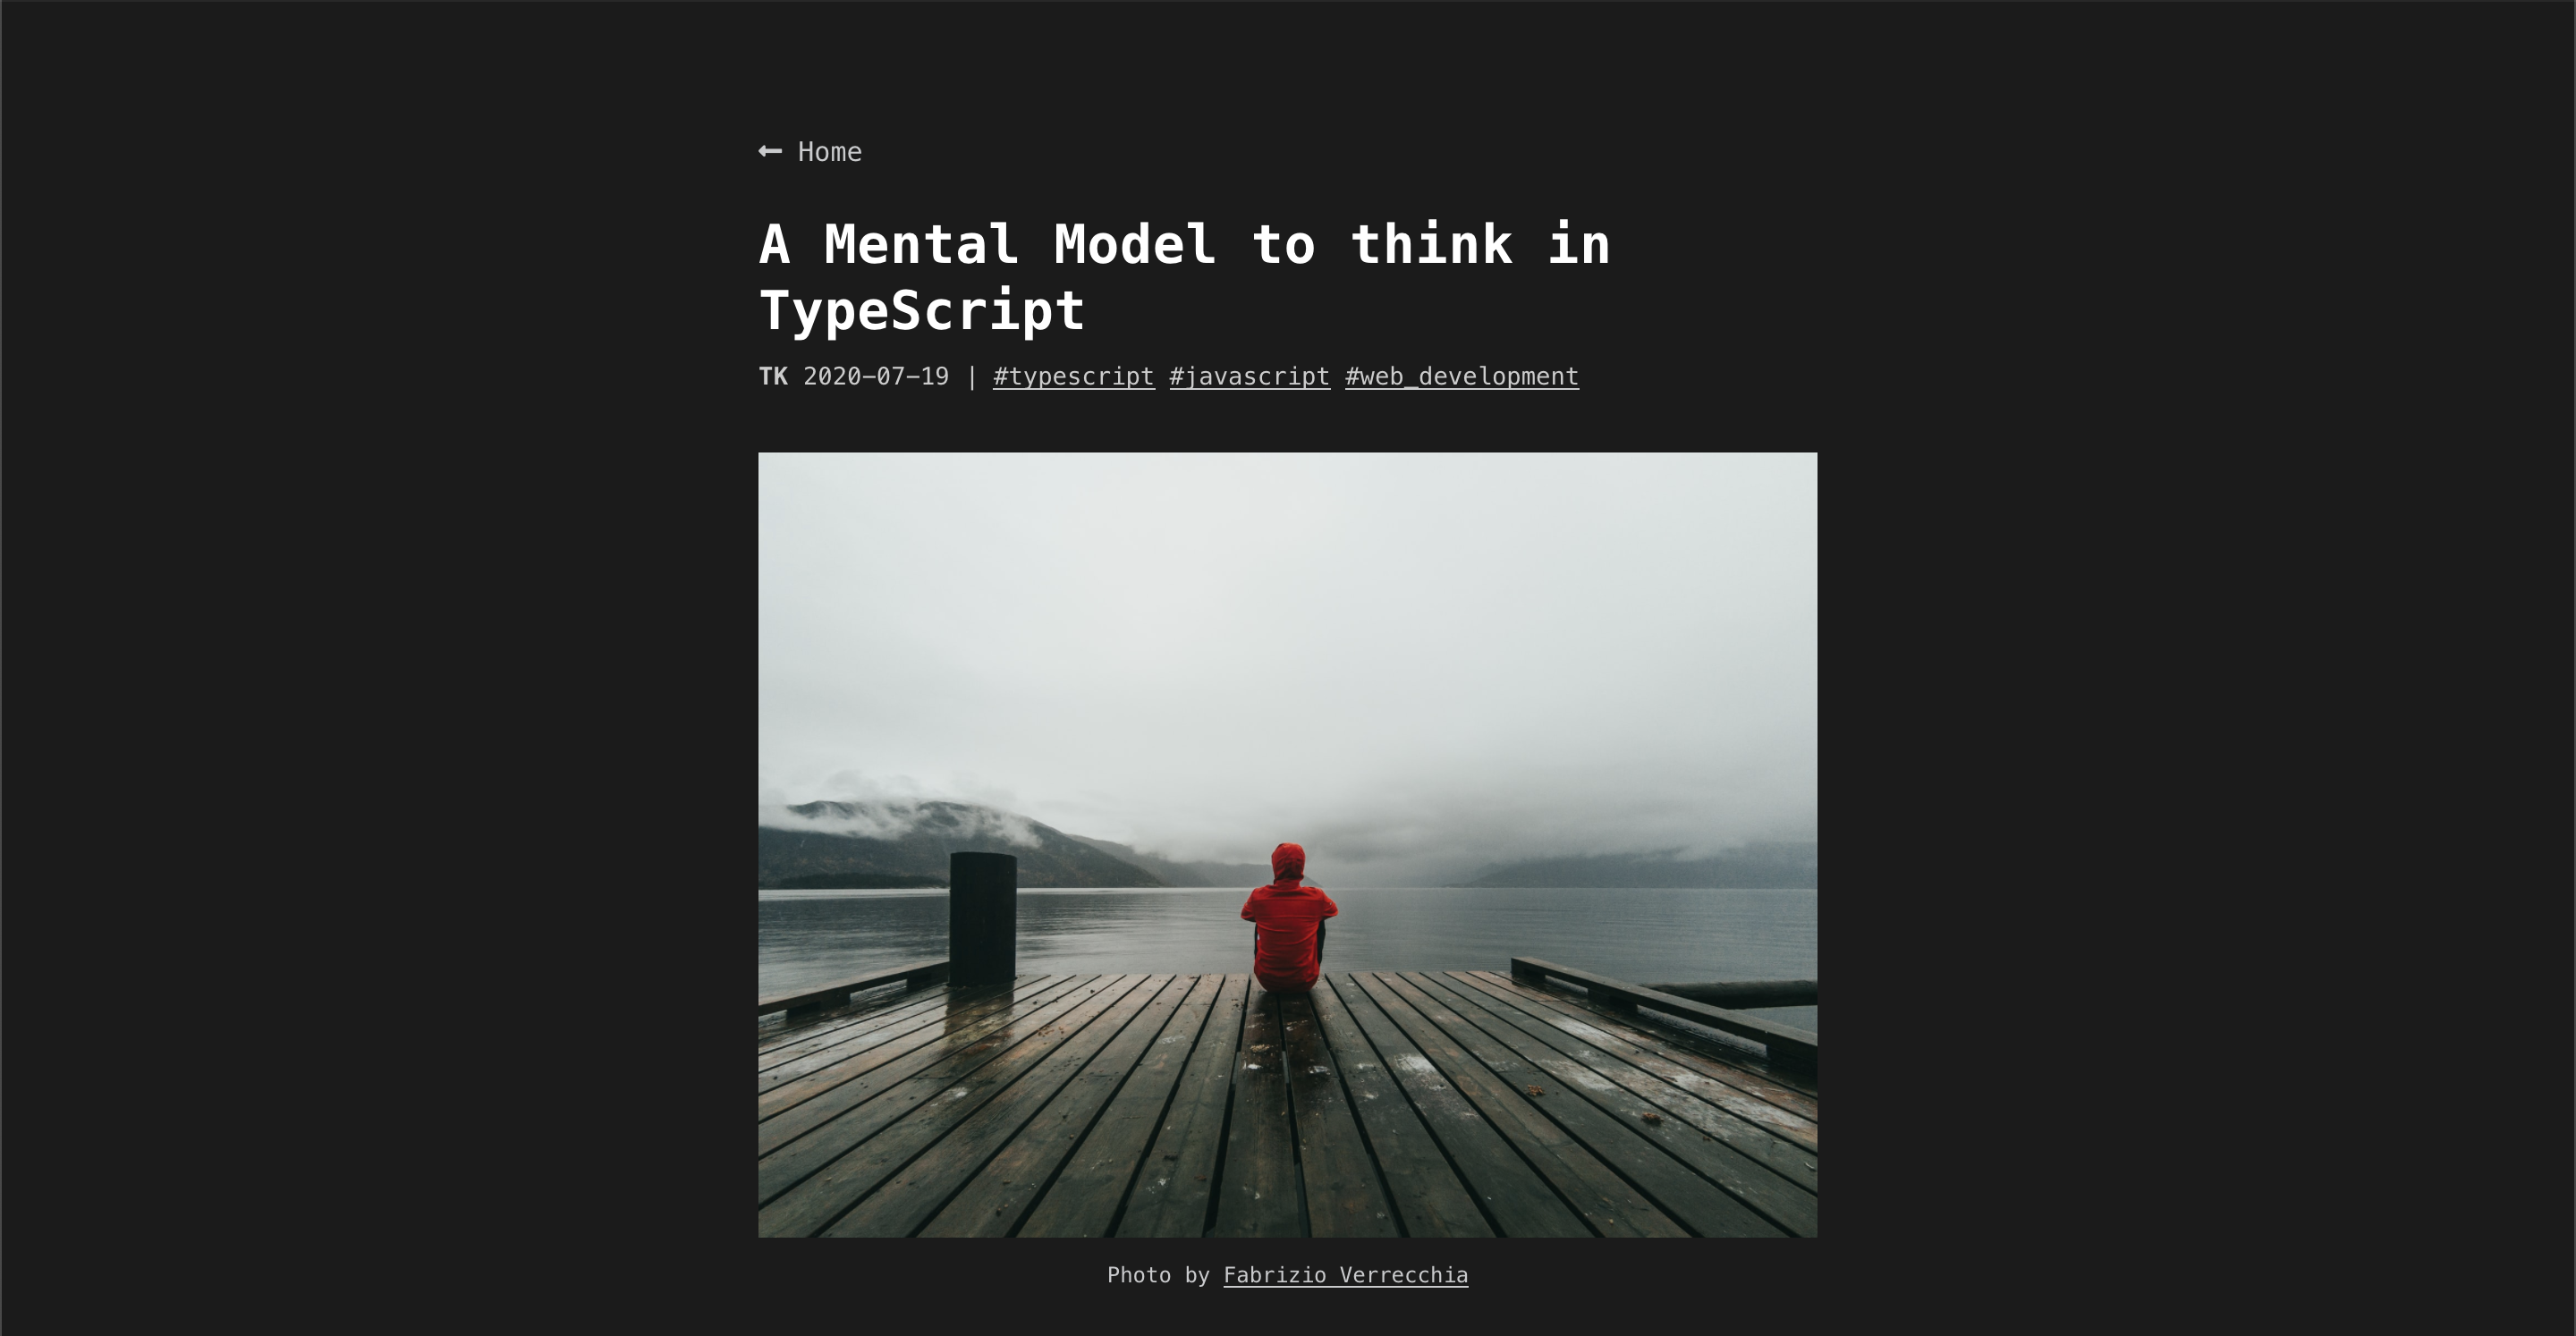 ← Home
A Mental Model to think in
TypeScript
TK 2020-07-19 | #typescript #javascript #web_development
Photo by Fabrizio Verrecchia